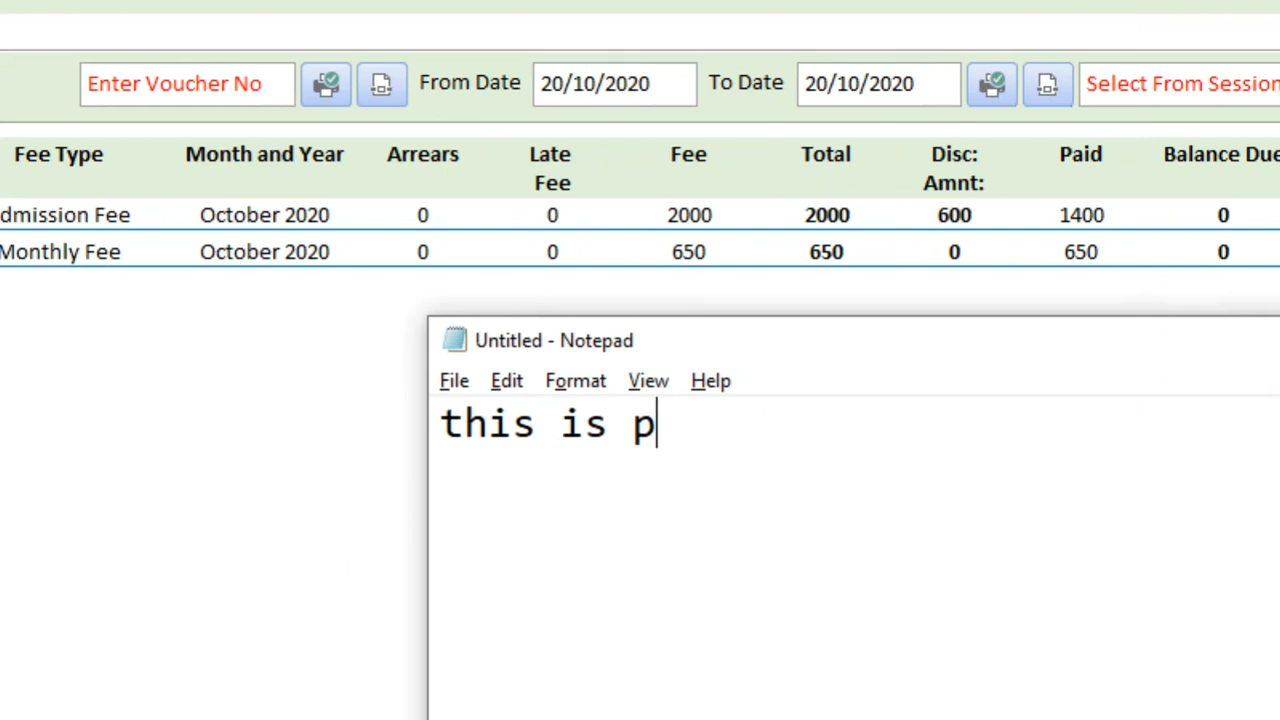 Enter Voucher No From Date 20/10/2020 To Date 20/10/2020 Select From Session
Fee Type Month and Year Arrears Late Fee Fee Total Disc: Amnt: Paid Balance Due
dmission Fee October 2020 0 0 2000 2000 600 1400 0
Monthly Fee October 2020 0 0 650 650 0 650 0
Untitled - Notepad
File Edit Format View Help
this is p